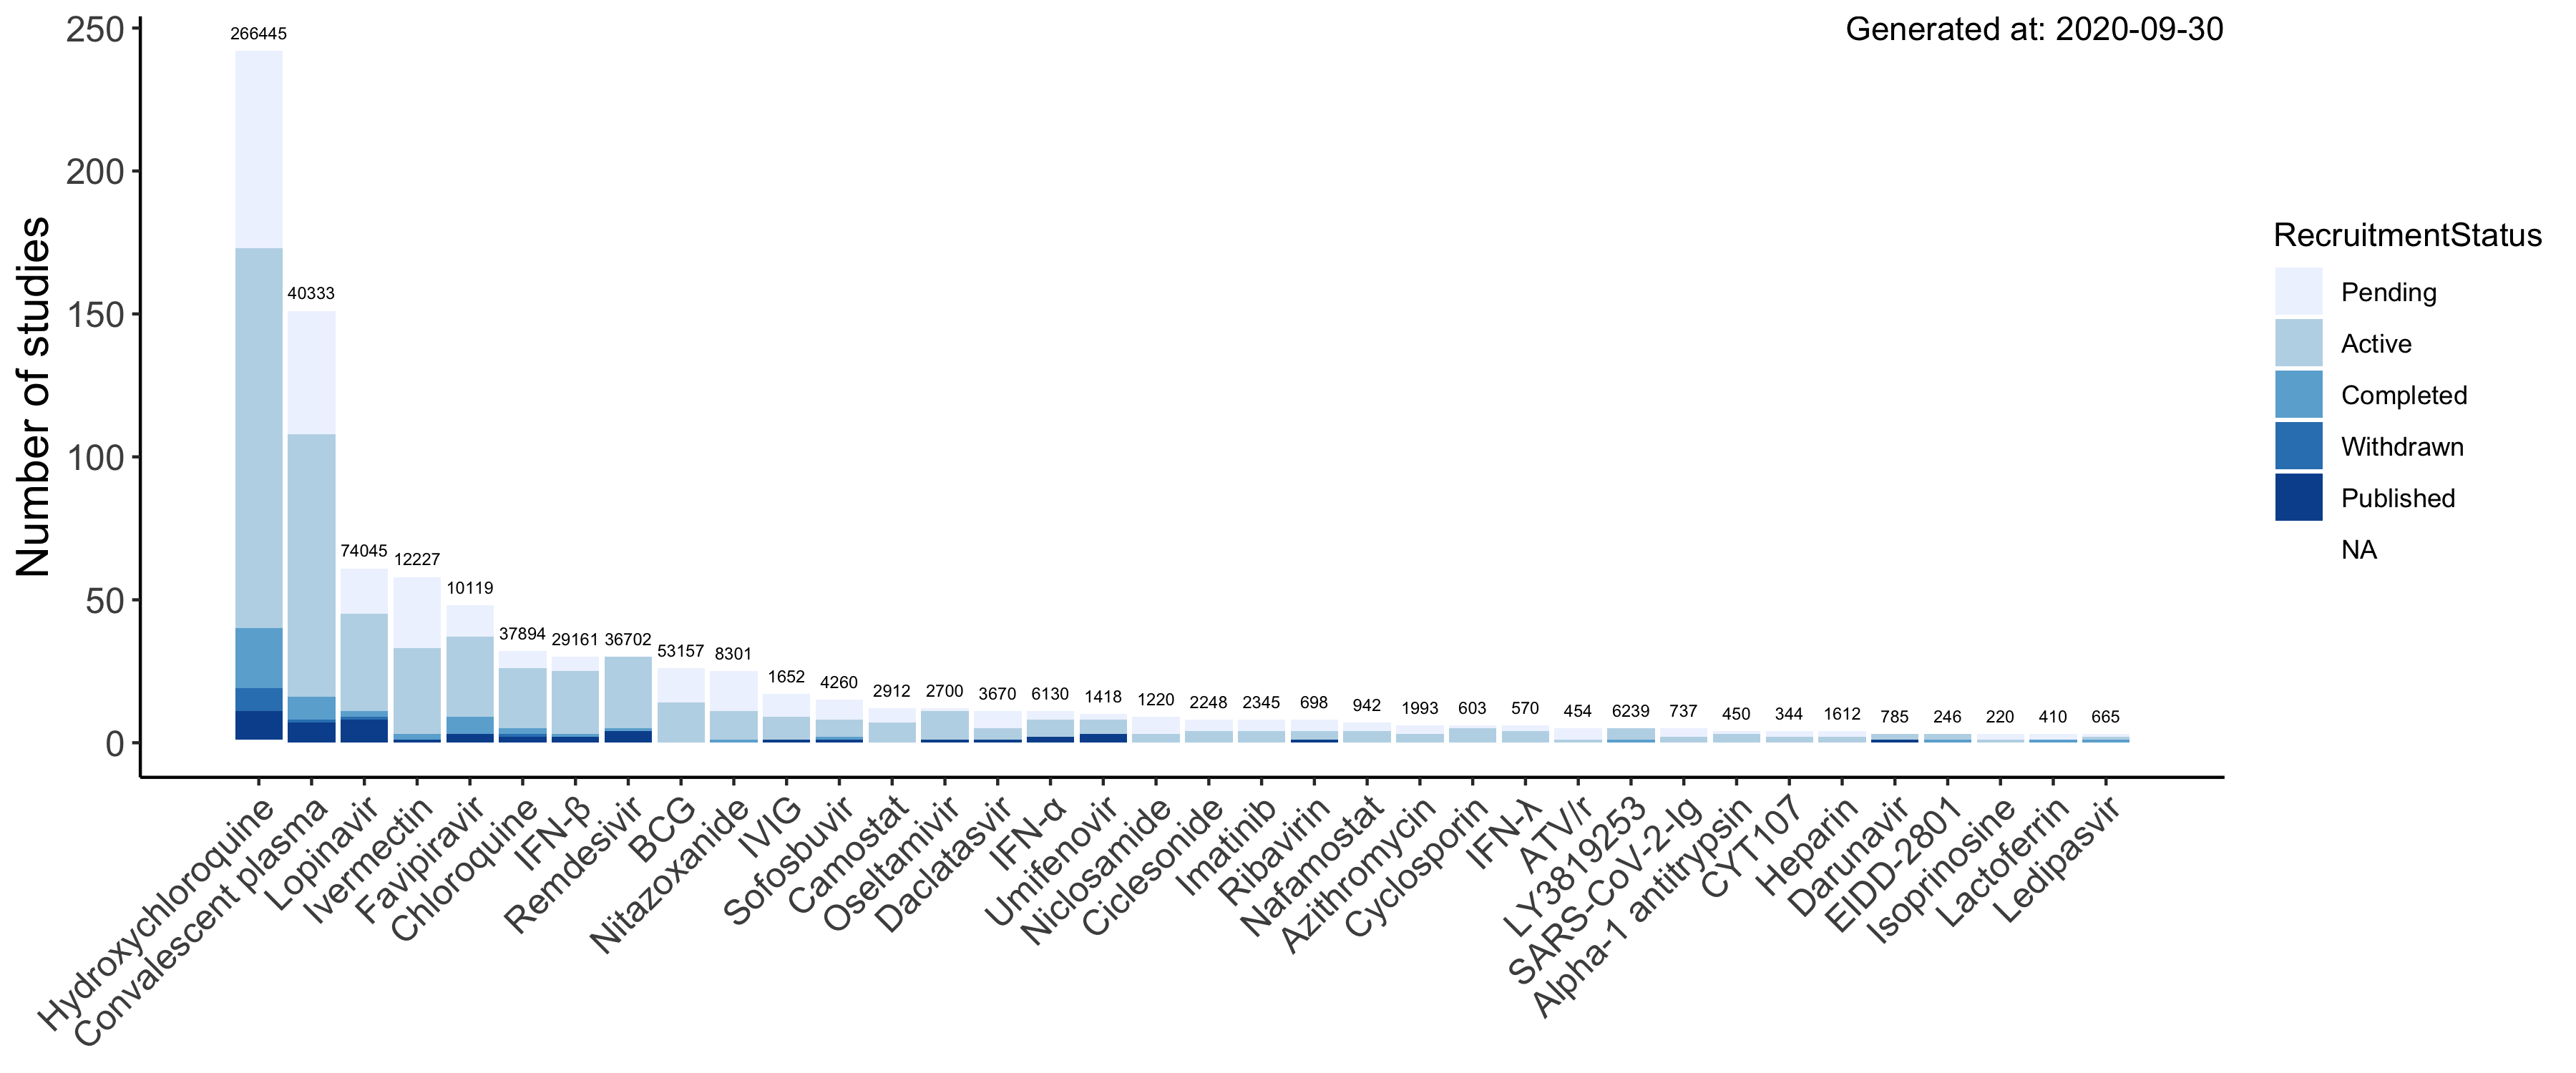 Generated at: 2020-09-30
Number of studies
250
200
150
100
50
0
266445
40333
74045
12227
10119
37894
29161
36702
53157
8301
1652
4260
2912
2700
3670
6130
1418
1220
2248
2345
698
942
1993
603
570
454
6239
737
450
344
1612
785
246
220
410
665
Hydroxychloroquine
Convalescent plasma
Lopinavir
Ivermectin
Favipiravir
Chloroquine
IFN-β
Remdesivir
BCG
Nitazoxanide
IVIG
Sofosbuvir
Camostat
Oseltamivir
Daclatasvir
IFN-α
Umifenovir
Niclosamide
Ciclesonide
Imatinib
Ribavirin
Nafamostat
Azithromycin
Cyclosporin
IFN-λ
ATV/r
LY3819253
SARS-CoV-2-Ig
Alpha-1 antitrypsin
CYT107
Heparin
Darunavir
EIDD-2801
Isoprinosine
Lactoferrin
Ledipasvir
RecruitmentStatus
Pending
Active
Completed
Withdrawn
Published
NA